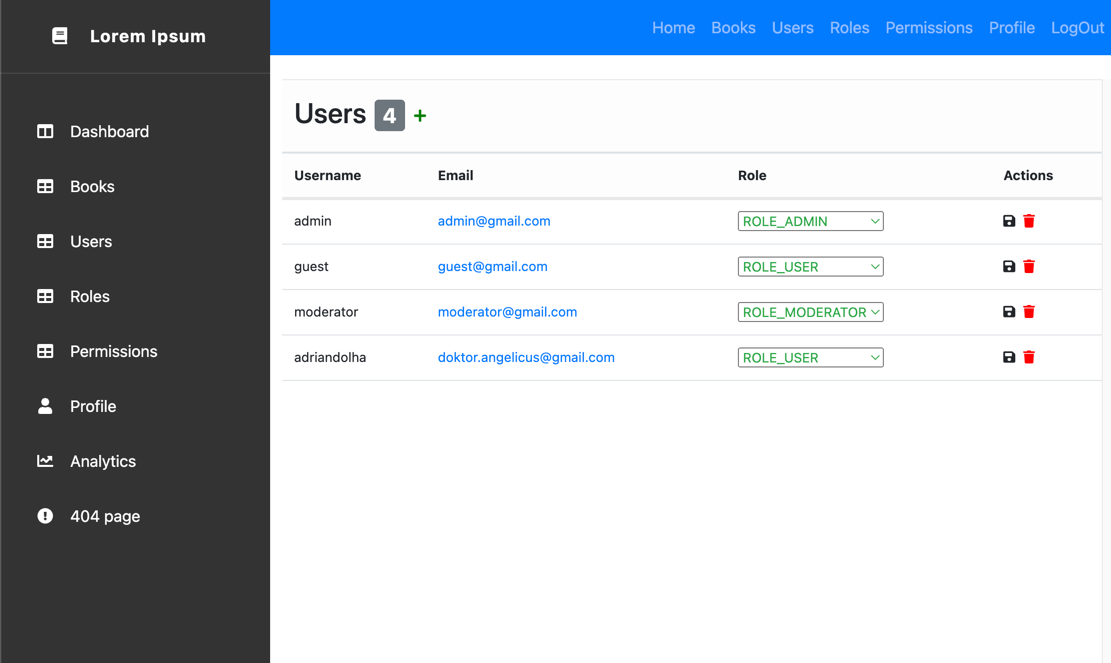 Lorem Ipsum
Home Books Users Roles Permissions Profile LogOut
Dashboard
Books
Users
Roles
Permissions
Profile
Analytics
404 page
Users 4 +
Username Email Role Actions
admin admin@gmail.com ROLE_ADMIN
guest guest@gmail.com ROLE_USER
moderator moderator@gmail.com ROLE_MODERATOR
adriandolha doktor.angelicus@gmail.com ROLE_USER